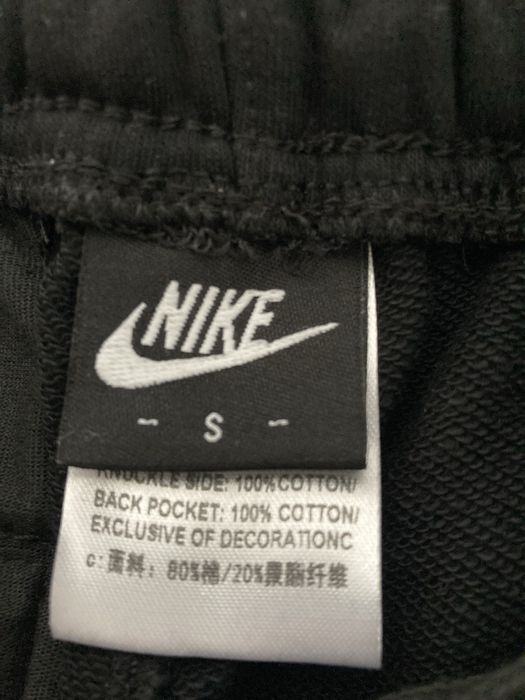 NIKE
~ S ~
KNUCKLE SIDE: 100%COTTON/
BACK POCKET: 100% COTTON/
EXCLUSIVE OF DECORATIONC
c:面料: 80%棉/20%聚酯纤维